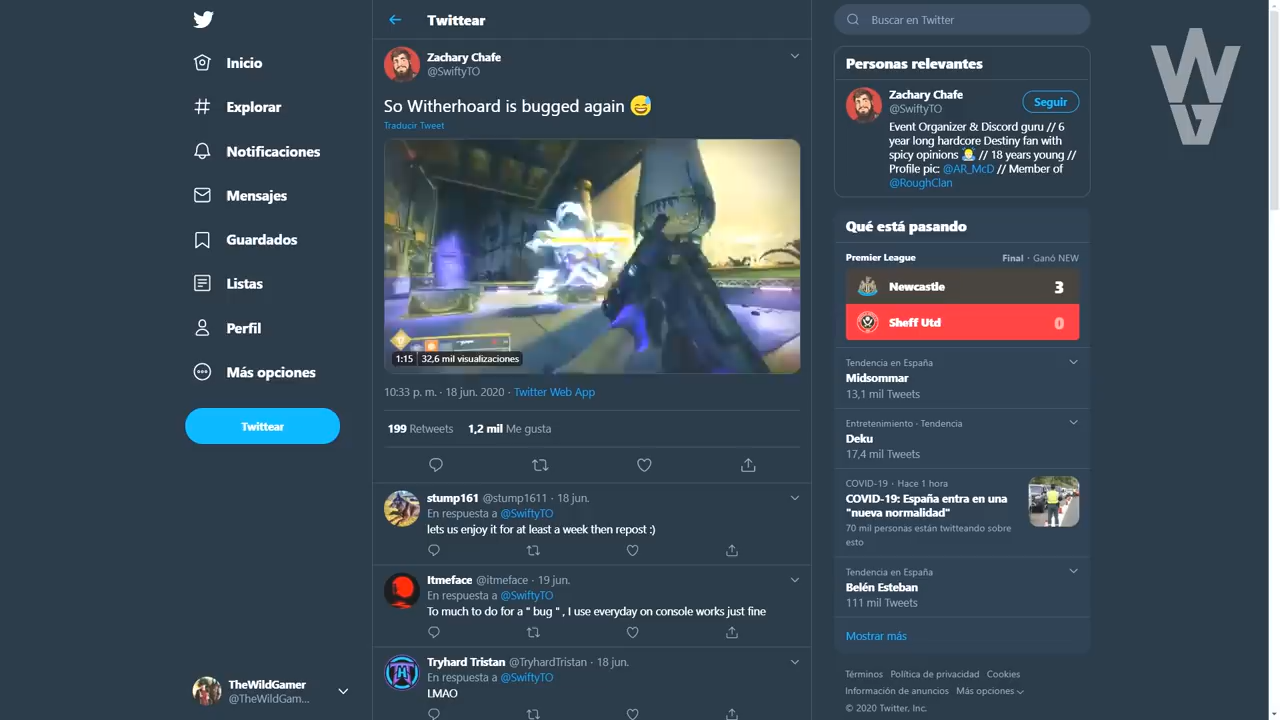 Inicio
Explorar
Notificaciones
Mensajes
Guardados
Listas
Perfil
Más opciones
Twittear
TheWildGamer
@TheWildGam...
Twittear
Zachary Chafe
@SwiftyTO
So Witherhoard is bugged again 😅
Traducir Tweet
1:15 32,6 mil visualizaciones
10:33 p. m. · 18 jun. 2020 · Twitter Web App
199 Retweets 1,2 mil Me gusta
stump161 @stump1611 · 18 jun.
En respuesta a @SwiftyTO
lets us enjoy it for at least a week then repost :)
Itmeface @itmeface · 19 jun.
En respuesta a @SwiftyTO
To much to do for a " bug " , I use everyday on console works just fine
Tryhard Tristan @TryhardTristan · 18 jun.
En respuesta a @SwiftyTO
LMAO
Buscar en Twitter
Personas relevantes
Zachary Chafe
@SwiftyTO
Seguir
Event Organizer & Discord guru // 6
year long hardcore Destiny fan with
spicy opinions // 18 years young //
Profile pic: @AR_McD // Member of
@RoughClan
Qué está pasando
Premier League Final · Ganó NEW
Newcastle 3
Sheff Utd 0
Tendencia en España
Midsommar
13,1 mil Tweets
Entretenimiento · Tendencia
Deku
17,4 mil Tweets
COVID-19 · Hace 1 hora
COVID-19: España entra en una
"nueva normalidad"
70 mil personas están twitteando sobre
esto
Tendencia en España
Belén Esteban
111 mil Tweets
Mostrar más
Términos Política de privacidad Cookies
Información de anuncios Más opciones
© 2020 Twitter, Inc.
W
G